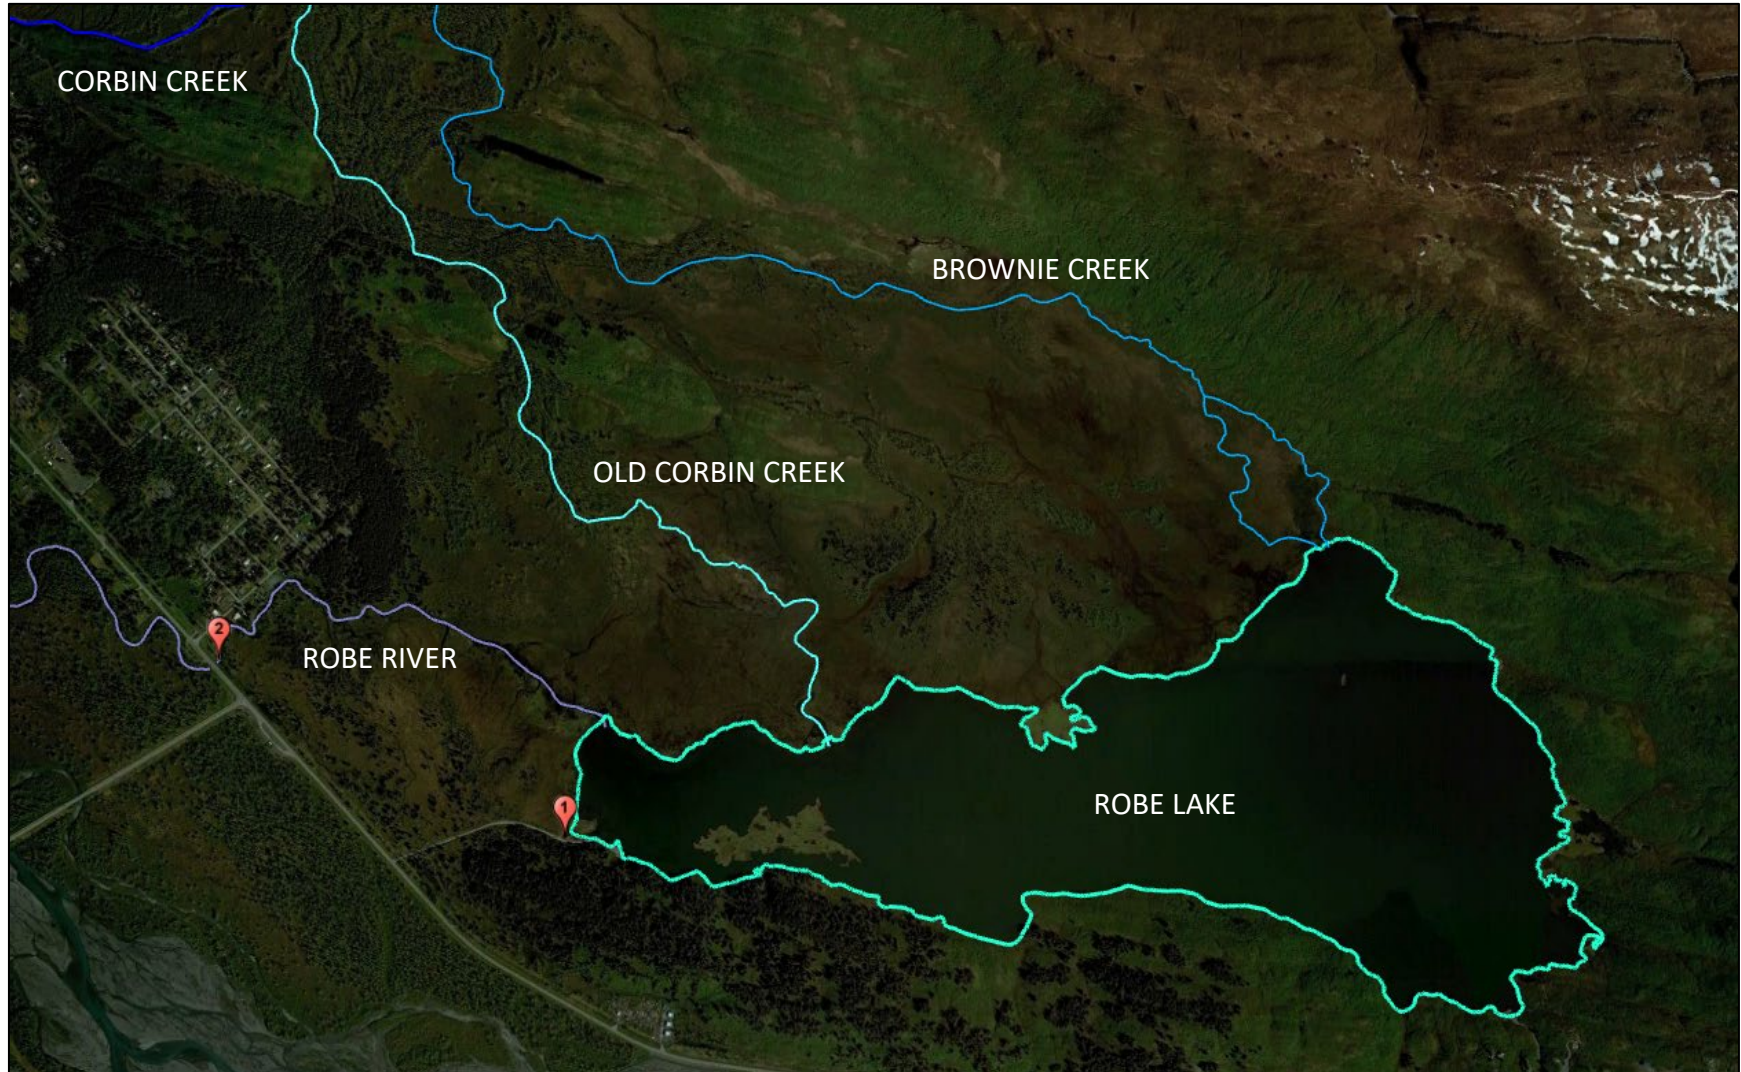 CORBIN CREEK
BROWNIE CREEK
OLD CORBIN CREEK
2
ROBE RIVER
1
ROBE LAKE